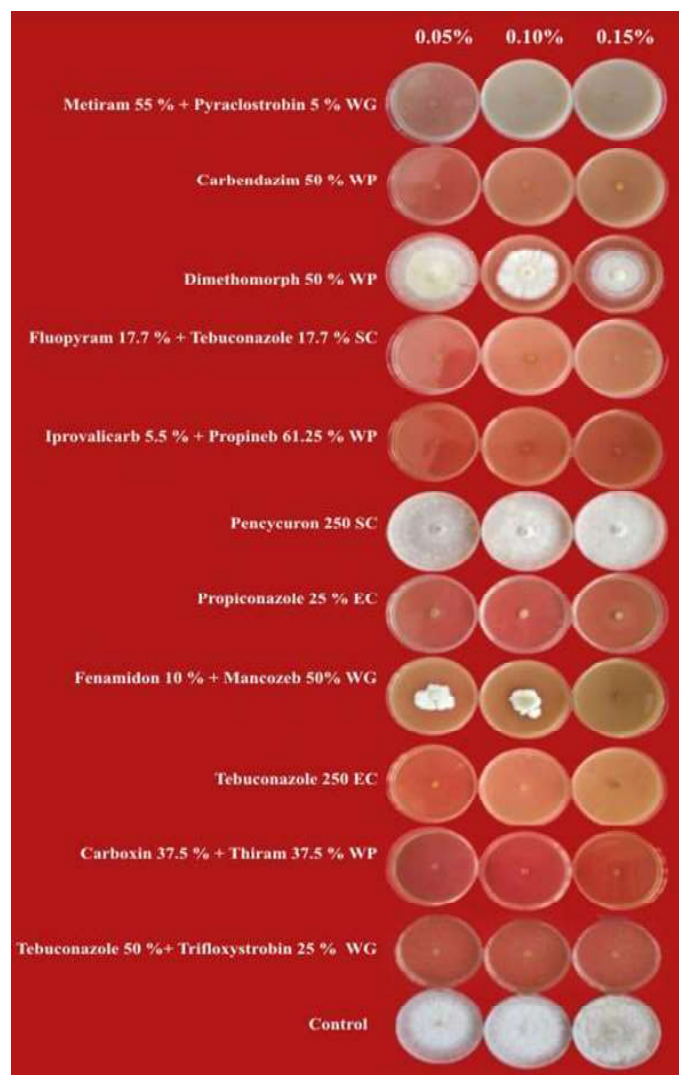 0.05% 0.10% 0.15%
Metiram 55 % + Pyraclostrobin 5 % WG
Carbendazim 50 % WP
Dimethomorph 50 % WP
Fluopyram 17.7 % + Tebuconazole 17.7 % SC
Iprovalicarb 5.5 % + Propineb 61.25 % WP
Pencycuron 250 SC
Propiconazole 25 % EC
Fenamidon 10 % + Mancozeb 50% WG
Tebuconazole 250 EC
Carboxin 37.5 % + Thiram 37.5 % WP
Tebuconazole 50 %+ Trifloxystrobin 25 % WG
Control